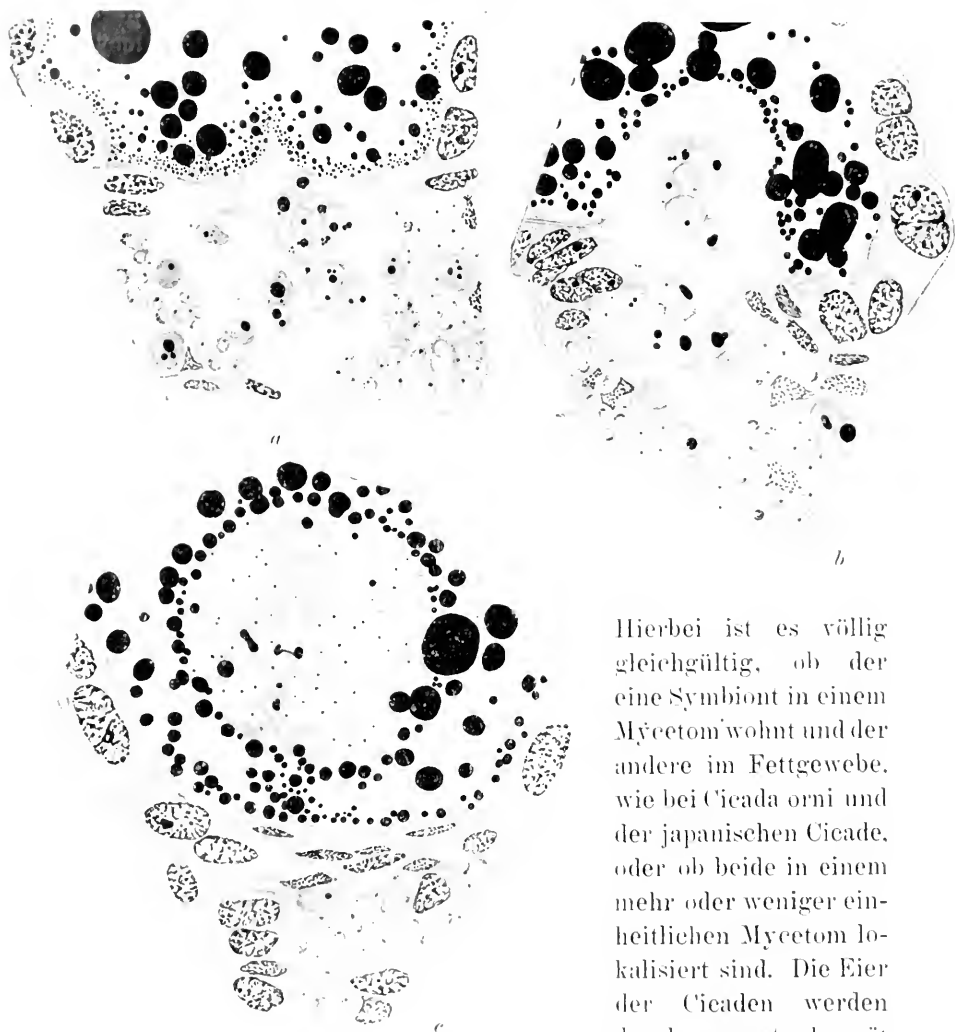 a
b
Hierbei ist es völlig
gleichgültig, ob der
eine Symbiont in einem
Mycetom wohnt und der
andere im Fettgewebe,
wie bei Cicada orni und
der japanischen Cicade,
oder ob beide in einem
mehr oder weniger ein-
heitlichen Mycetom lo-
kalisiert sind. Die Eier
der Cicaden werden
c